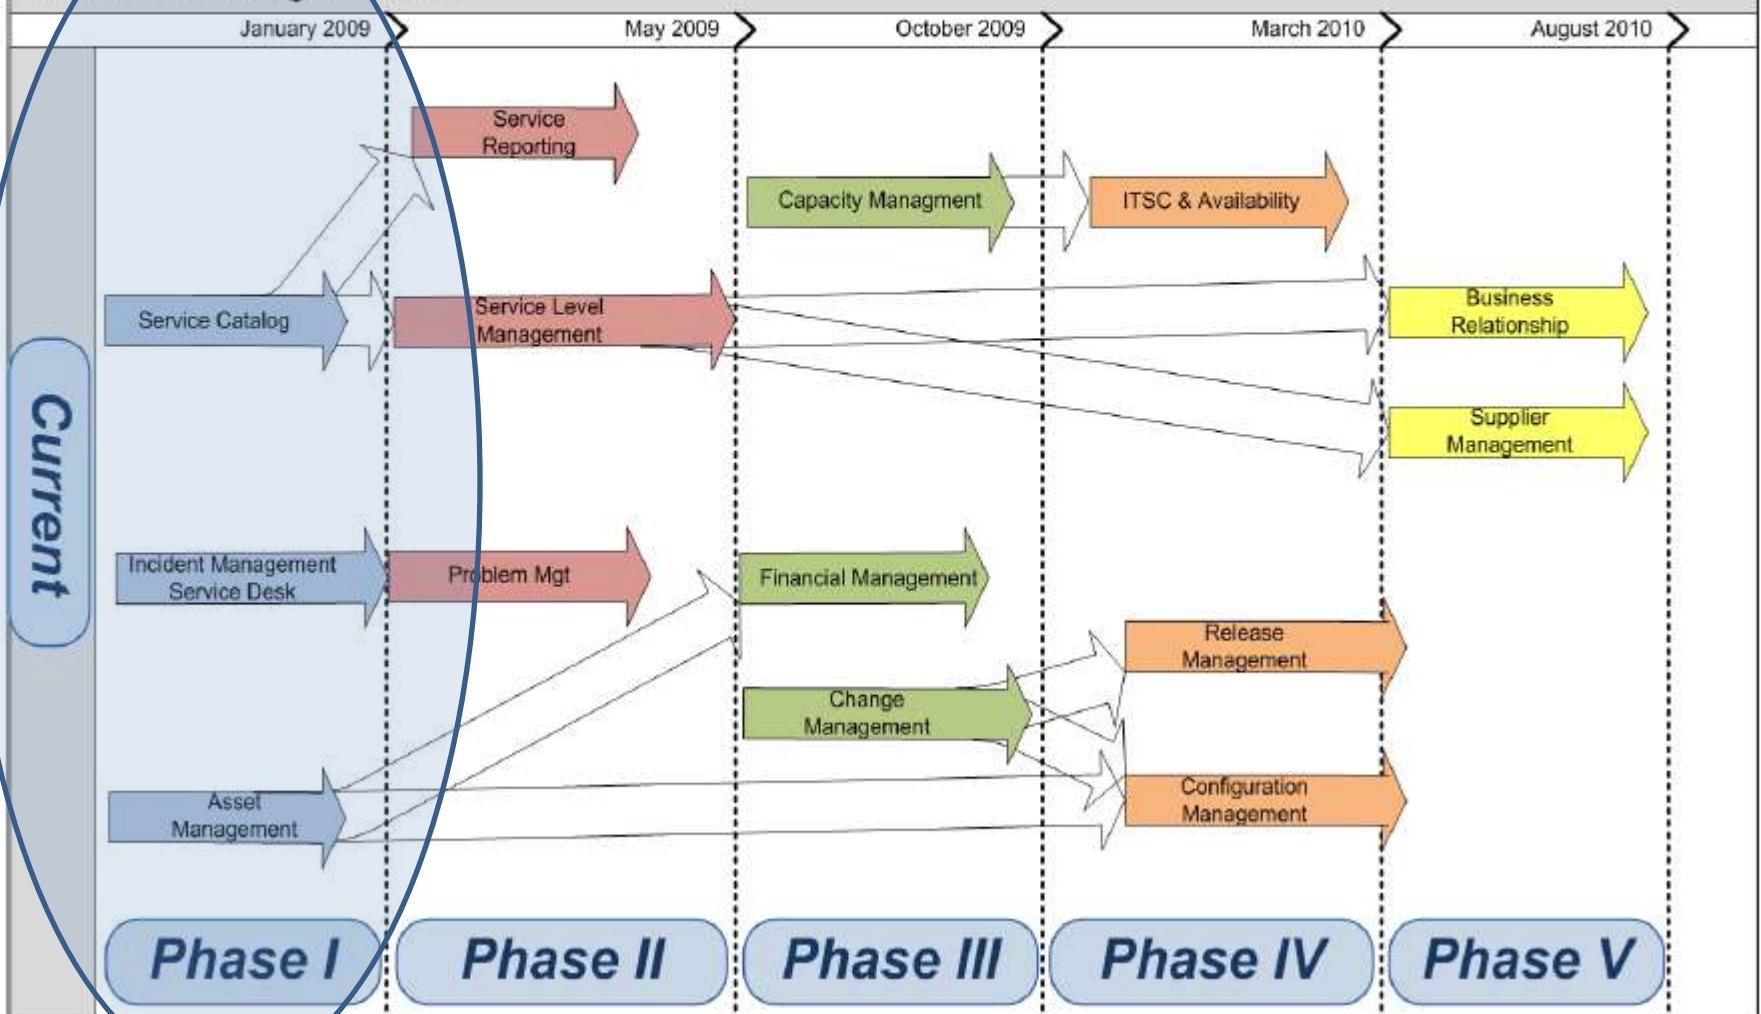 January 2009
May 2009
October 2009
March 2010
August 2010
Service
Reporting
Capacity Managment
ITSC & Availability
Service Catalog
Service Level
Management
Business
Relationship
Supplier
Management
Current
Incident Management
Service Desk
Problem Mgt
Financial Management
Release
Management
Change
Management
Asset
Management
Configuration
Management
Phase I
Phase II
Phase III
Phase IV
Phase V